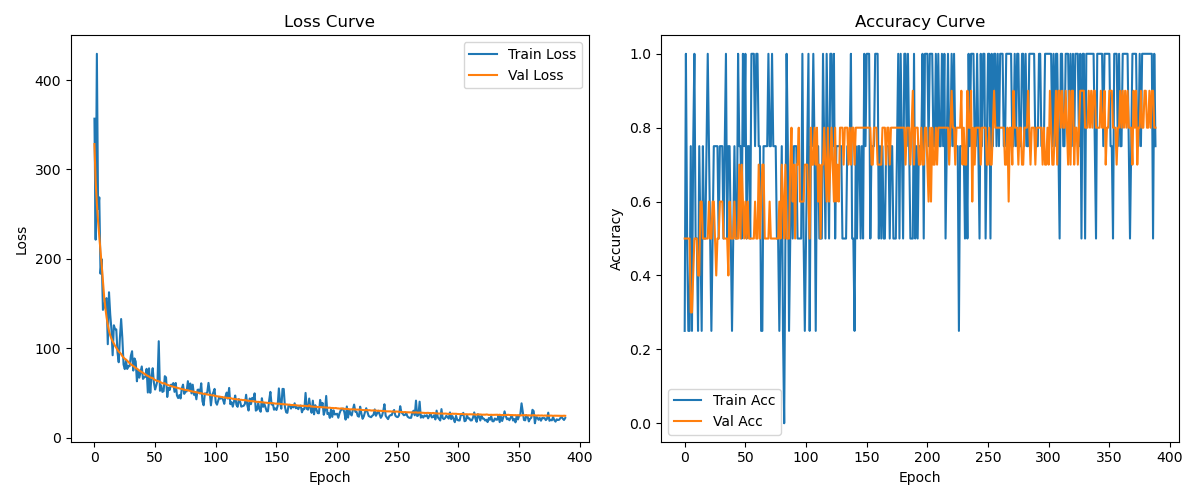 Loss Curve
Loss
400
300
200
100
0
0 50 100 150 200 250 300 350 400
Epoch
Train Loss
Val Loss
Accuracy Curve
Accuracy
1.0
0.8
0.6
0.4
0.2
0.0
0 50 100 150 200 250 300 350 400
Epoch
Train Acc
Val Acc